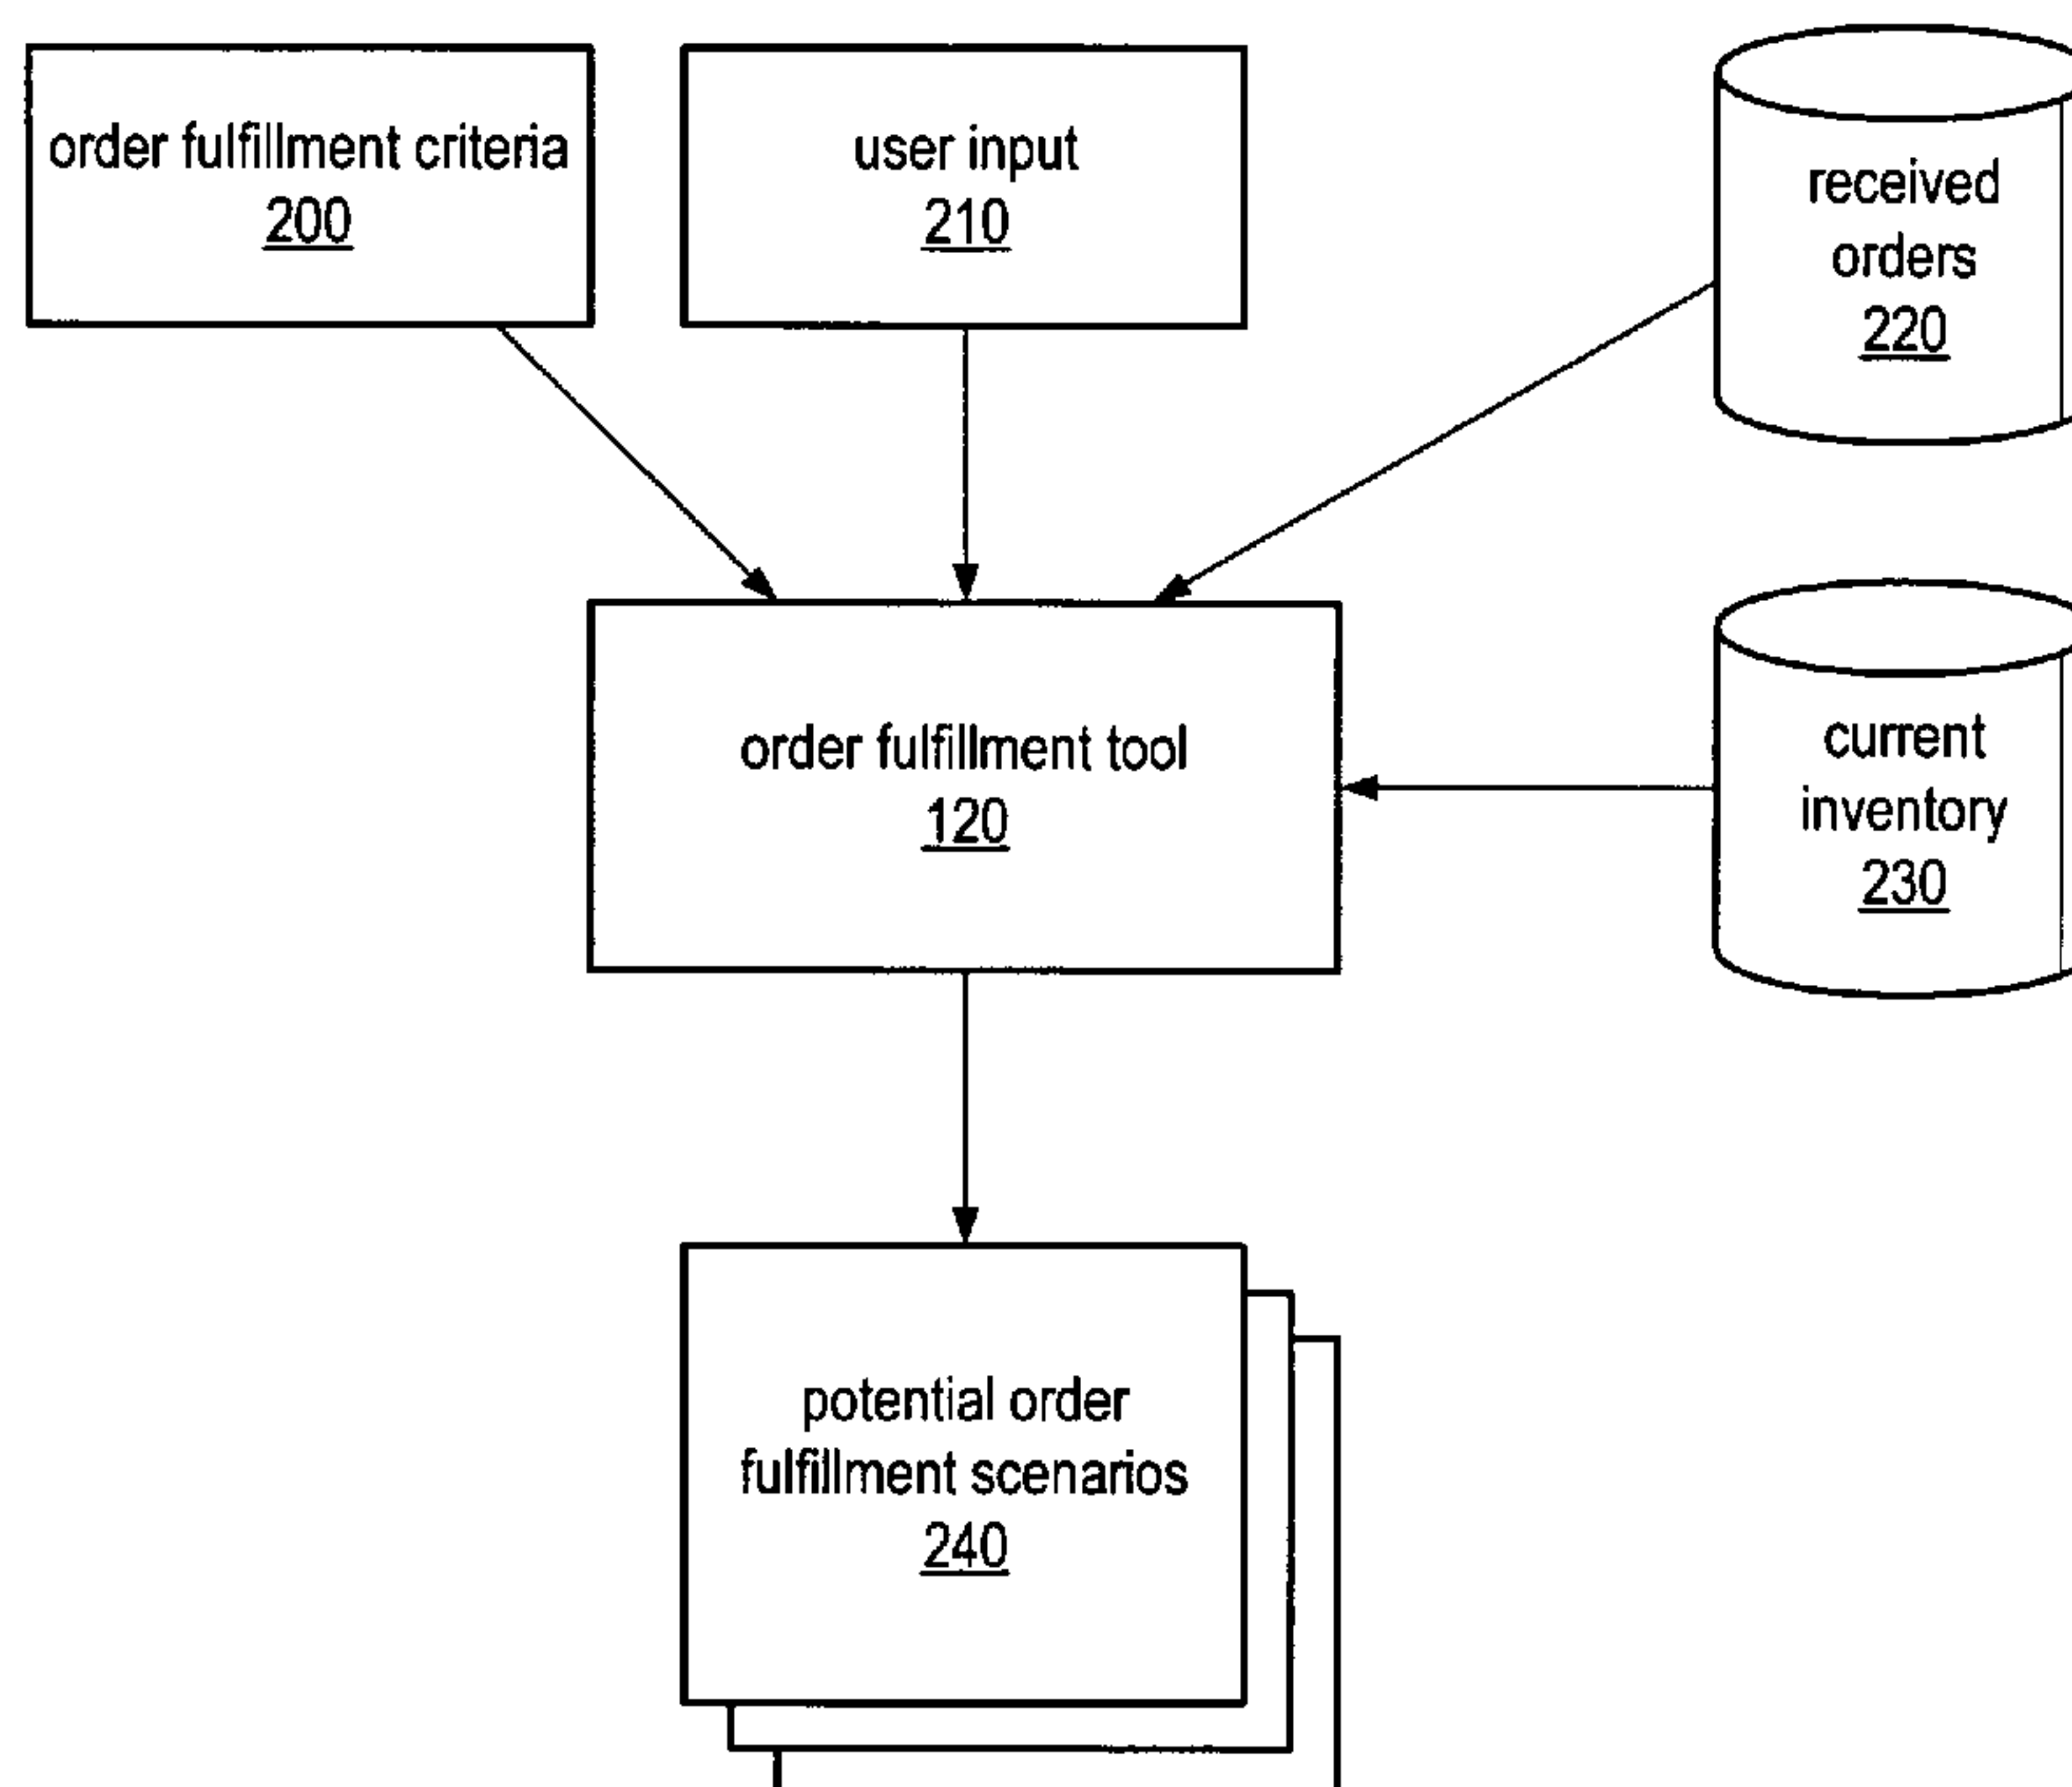 order fulfillment criteria
200
user input
210
received
orders
220
order fulfillment tool
120
current
inventory
230
potential order
fulfillment scenarios
240